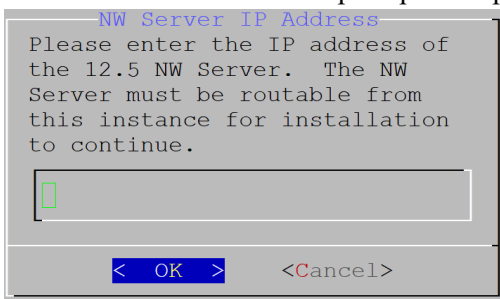 NW Server IP Address
Please enter the IP address of
the 12.5 NW Server.  The NW
Server must be routable from
this instance for installation
to continue.
<  OK  >     <Cancel>